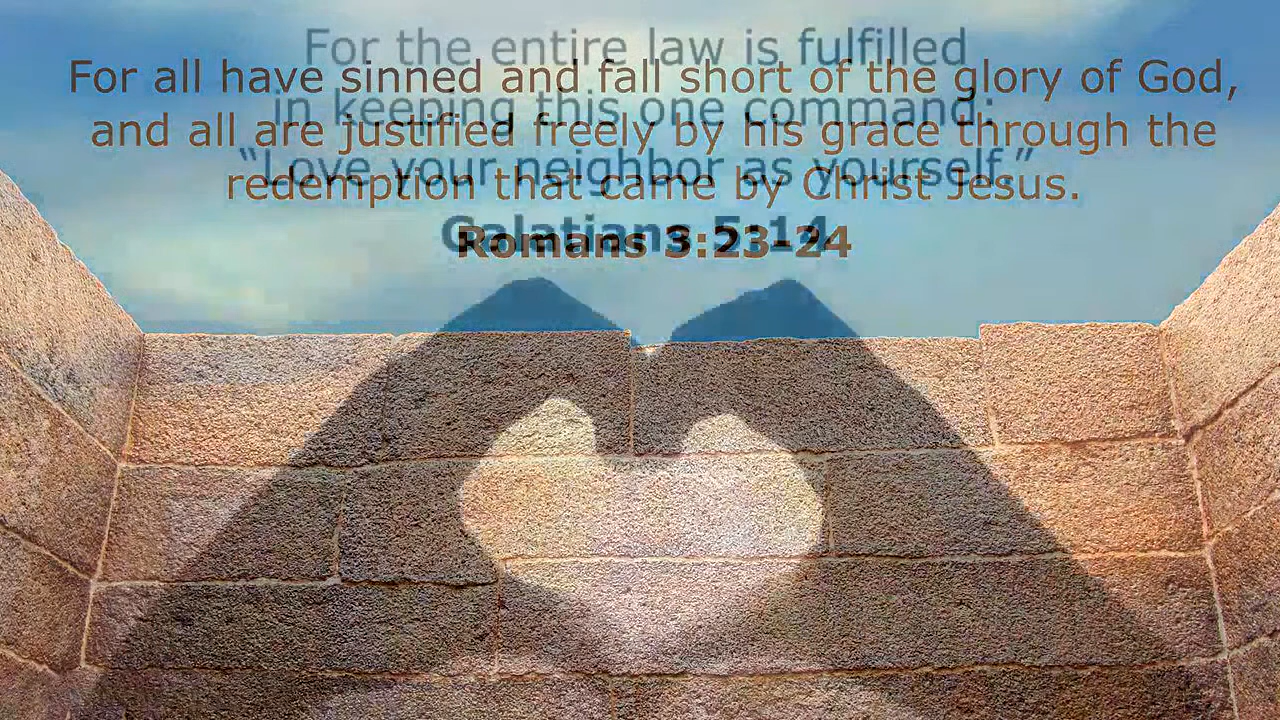 For the entire law is fulfilled
in keeping this one command:
“Love your neighbor as yourself.”
Galatians 5:14
For all have sinned and fall short of the glory of God,
and all are justified freely by his grace through the
redemption that came by Christ Jesus.
Romans 3:23-24